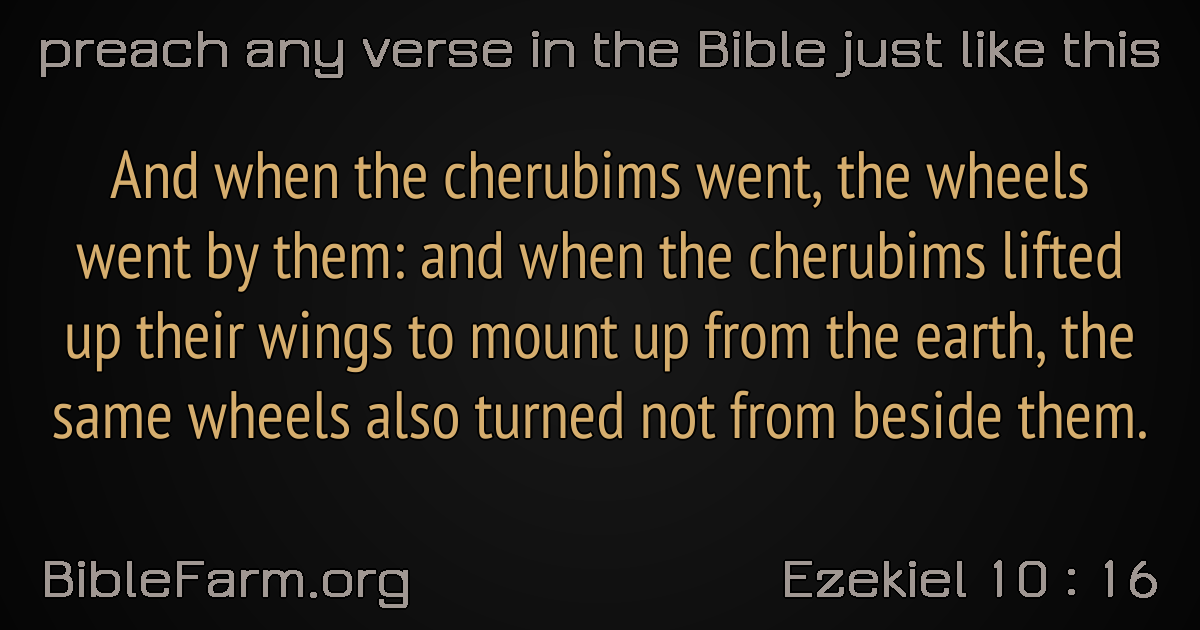 preach any verse in the Bible just like this
And when the cherubims went, the wheels
went by them: and when the cherubims lifted
up their wings to mount up from the earth, the
same wheels also turned not from beside them.
BibleFarm.org
Ezekiel 10 : 16